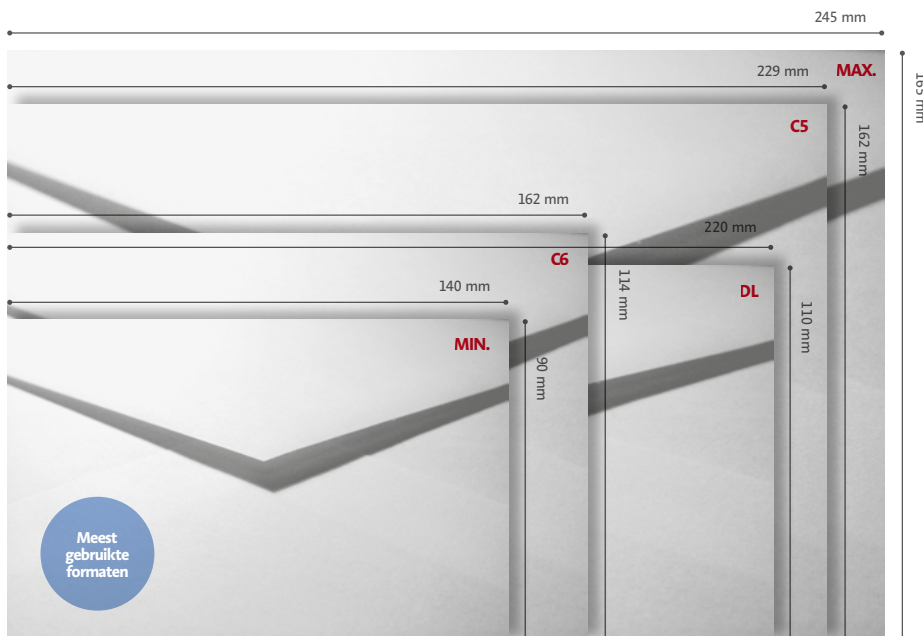 245 mm
MAX.
229 mm
C5
162 mm
162 mm
220 mm
C6
114 mm
DL
140 mm
110 mm
MIN.
90 mm
Meest
gebruikte
formaten